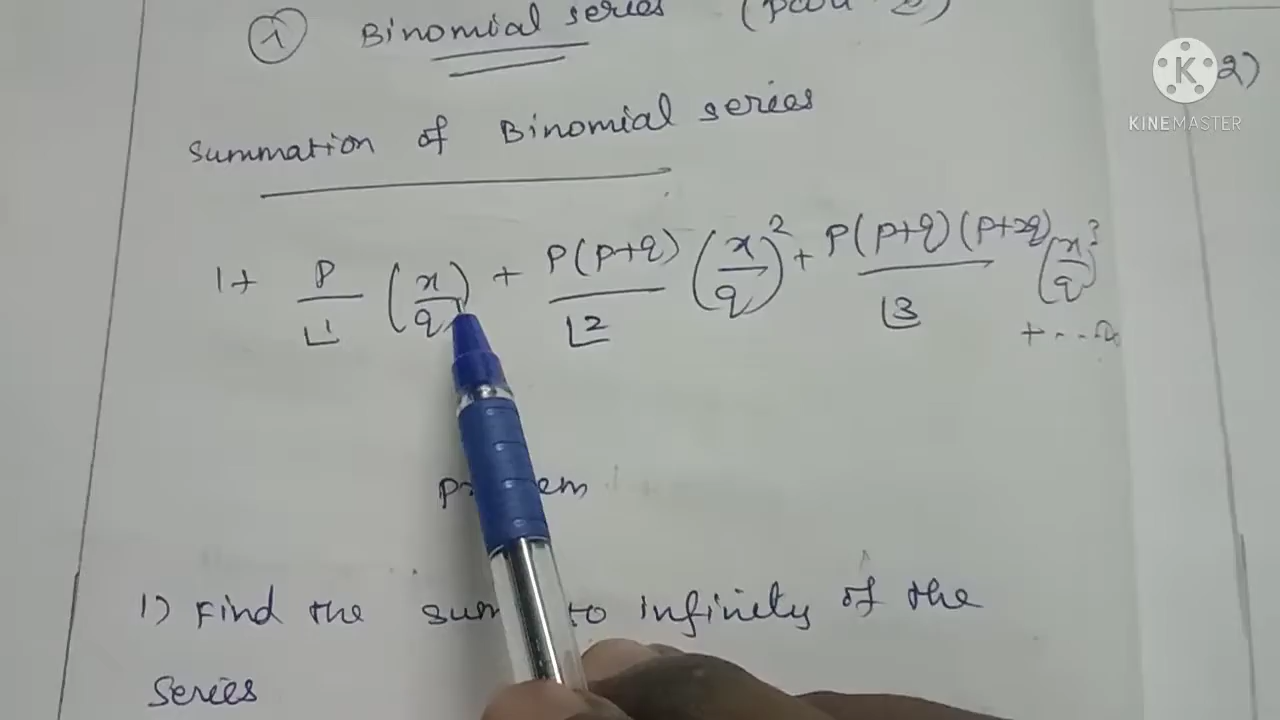 ① Binomial series
2)
KINEMASTER
Summation of Binomial series
1+ P/∟1 (x/q) + P(P+q)/∟2 (x/q)² + P(P+q)(P+2q)/∟3 (x/q)³
+...∞
1) Find the sum to infinity of the
series